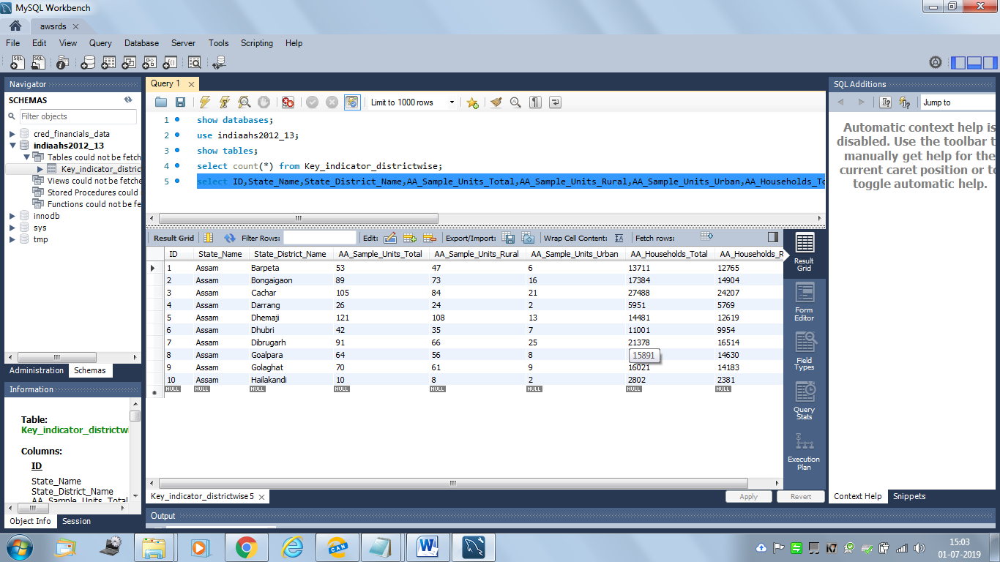 MySQL Workbench
awsrds
File Edit View Query Database Server Tools Scripting Help
Navigator
SCHEMAS
Filter objects
cred_financials_data
indiaahs2012_13
Tables could not be fetch
Key_indicator_district
Views could not be fetche
Stored Procedures could
Functions could not be fe
innodb
sys
tmp
Administration Schemas
Information
Table:
Key_indicator_districtw
Columns:
ID
State_Name
State_District_Name
AA_Sample_Units_Total
Object Info Session
Query 1
Limit to 1000 rows
1 show databases;
2 use indiaahs2012_13;
3 show tables;
4 select count(*) from Key_indicator_districtwise;
5 select ID,State_Name,State_District_Name,AA_Sample_Units_Total,AA_Sample_Units_Rural,AA_Sample_Units_Urban,AA_Households_To
Result Grid Filter Rows: Edit: Export/Import: Wrap Cell Content: IA Fetch rows:
ID State_Name State_District_Name AA_Sample_Units_Total AA_Sample_Units_Rural AA_Sample_Units_Urban AA_Households_Total AA_Households_R
1 Assam Barpeta 53 47 6 13711 12765
2 Assam Bongaigaon 89 73 16 17384 14904
3 Assam Cachar 105 84 21 27488 24207
4 Assam Darrang 26 24 2 5951 5769
5 Assam Dhemaji 121 108 13 14481 12619
6 Assam Dhubri 42 35 7 11001 9954
7 Assam Dibrugarh 91 66 25 21378 16514
8 Assam Goalpara 64 56 8 15891 14630
9 Assam Golaghat 70 61 9 16021 14183
10 Assam Hailakandi 10 8 2 2802 2381
NULL NULL NULL NULL NULL NULL NULL NULL
Result Grid
Form Editor
Field Types
Query Stats
Execution Plan
Key_indicator_districtwise 5
Apply Revert
Output
SQL Additions
Jump to
Automatic context help is
disabled. Use the toolbar t
manually get help for the
current caret position or to
toggle automatic help.
Context Help Snippets
CAN
W
K7
15:03
01-07-2019